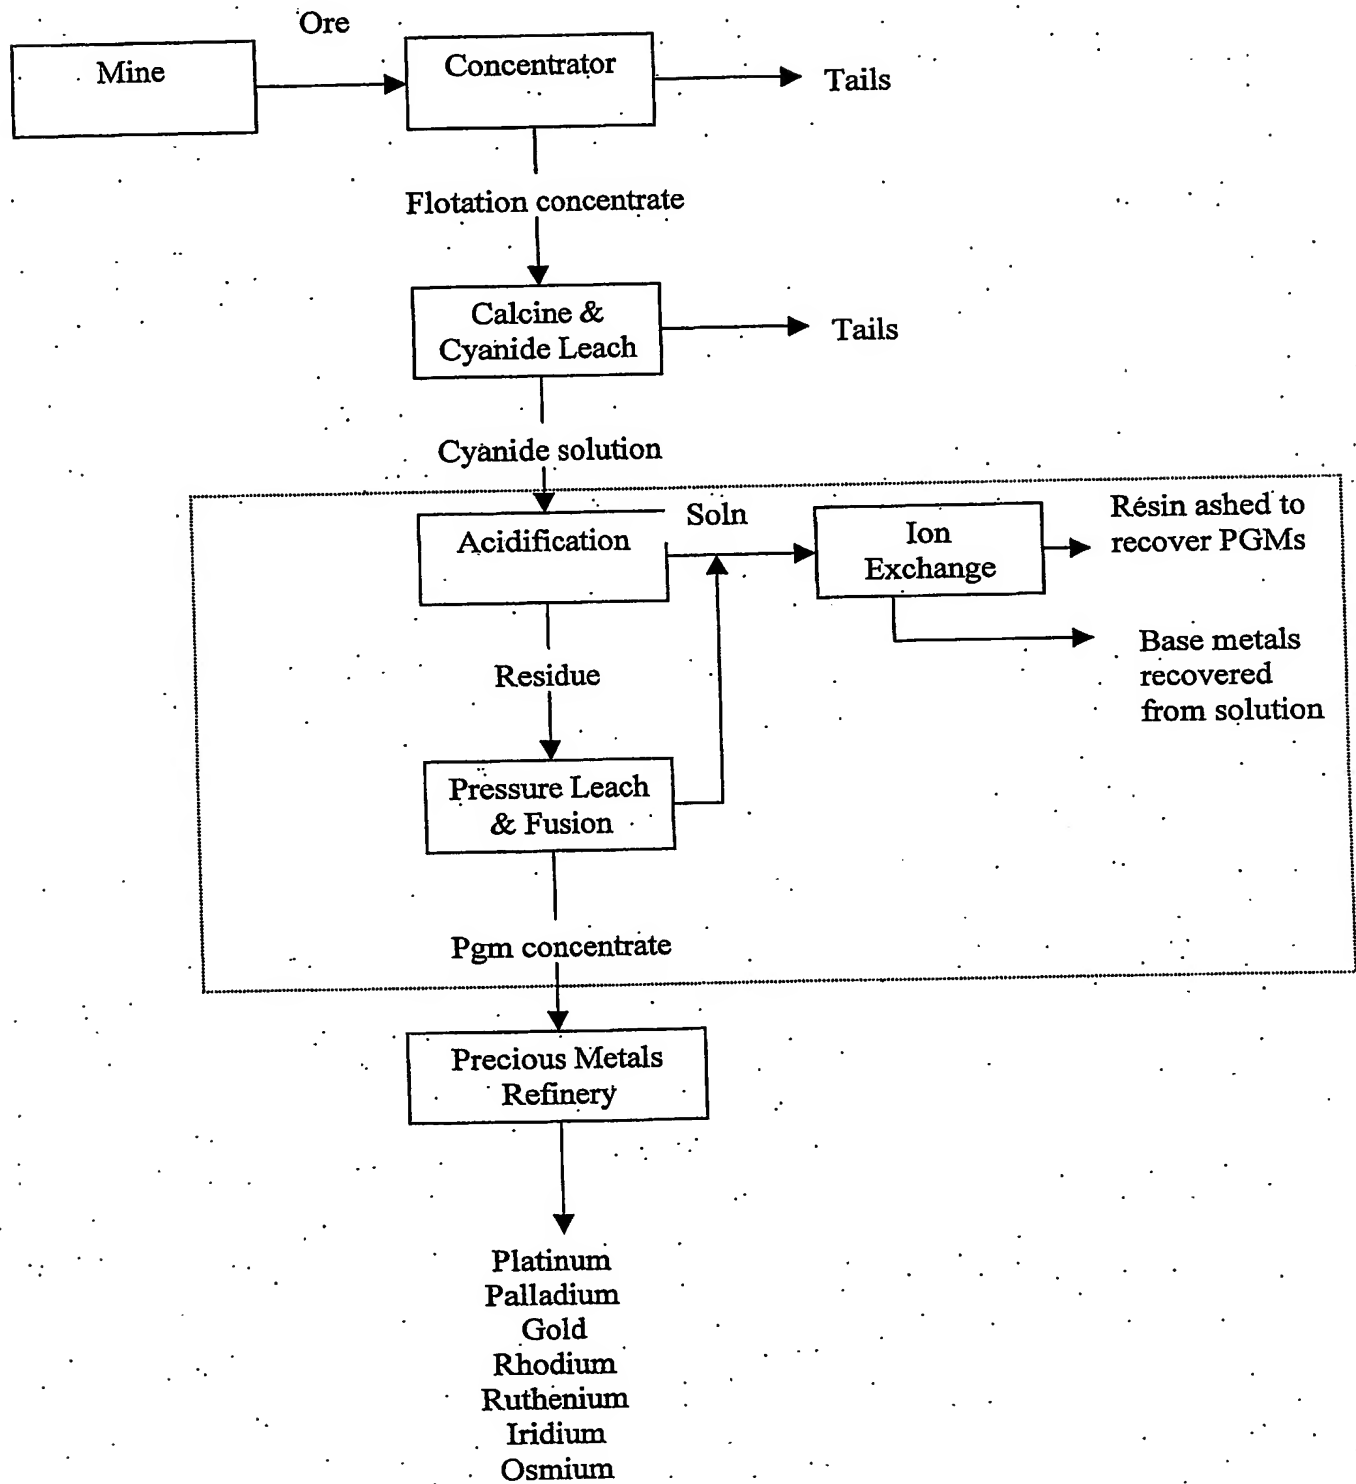 Ore
Mine
Concentrator
Tails
Flotation concentrate
Calcine &
Cyanide Leach
Tails
Cyanide solution
Acidification
Soln
Ion
Exchange
Resin ashed to
recover PGMs
Base metals
recovered
from solution
Residue
Pressure Leach
& Fusion
Pgm concentrate
Precious Metals
Refinery
Platinum
Palladium
Gold
Rhodium
Ruthenium
Iridium
Osmium